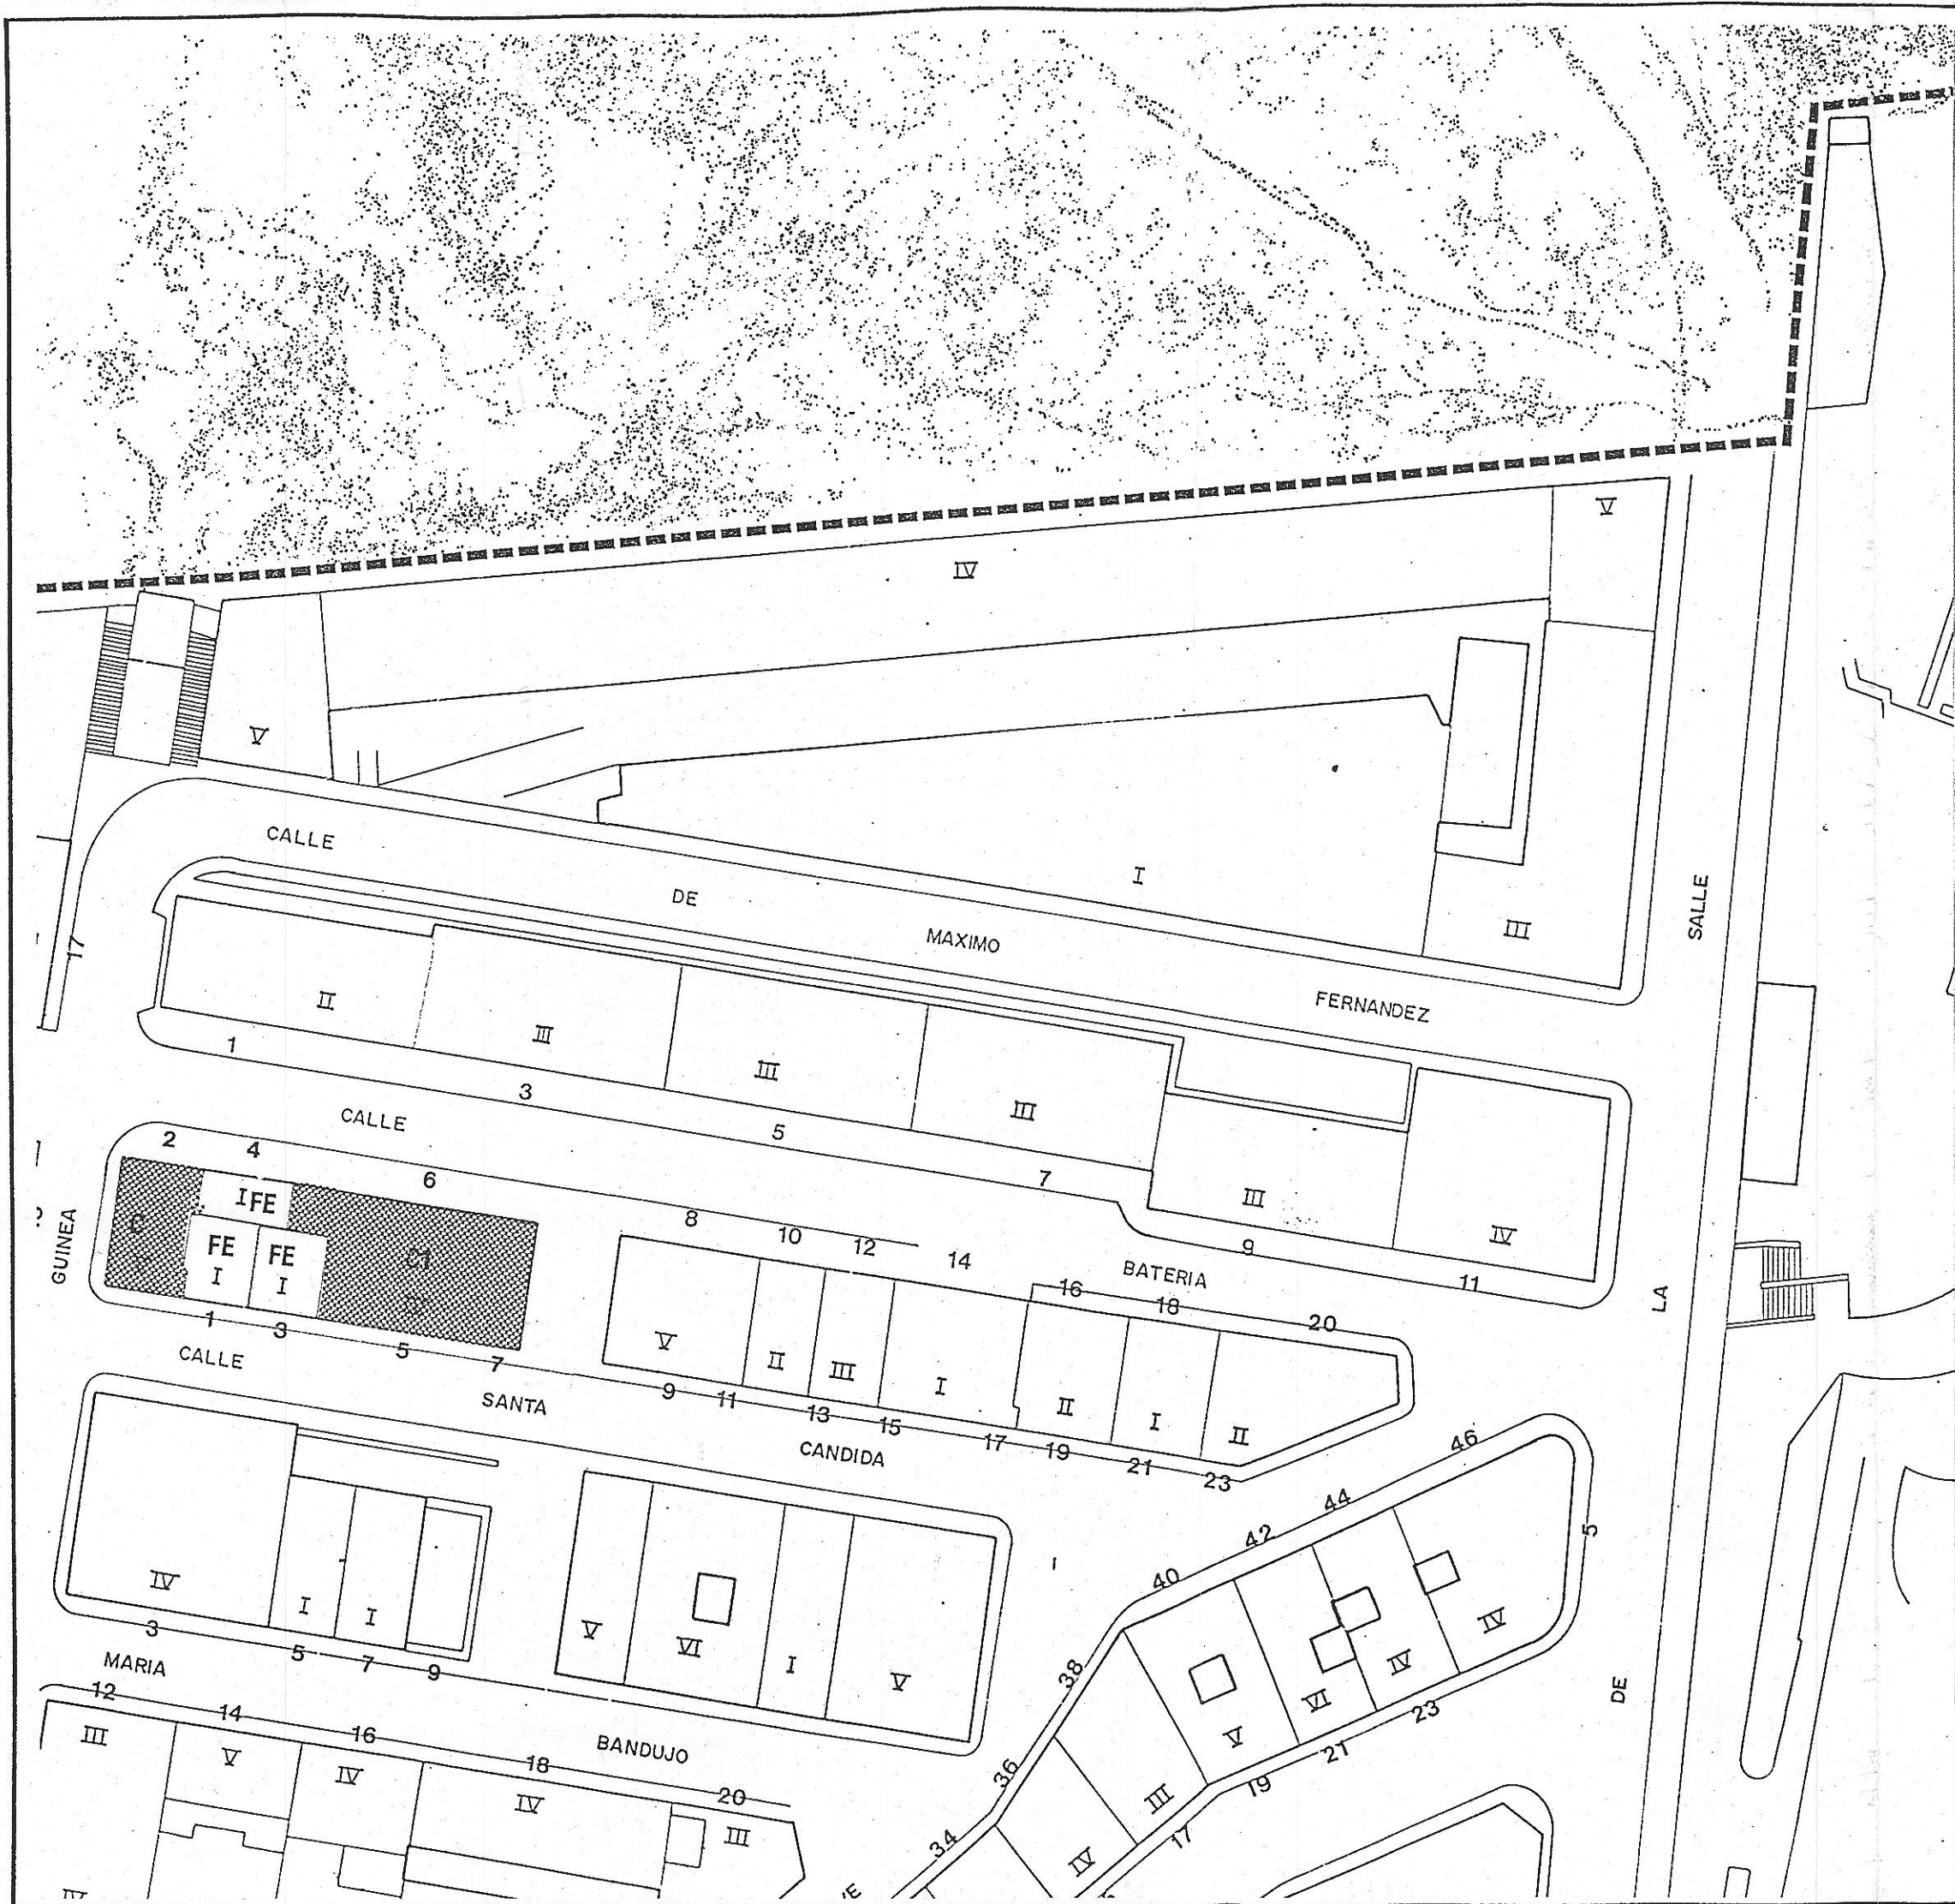 V
IV
V
CALLE
DE
MAXIMO
FERNANDEZ
I
III
SALLE
17
II
III
III
III
III
IV
1
3
5
7
9
11
CALLE
BATERIA
2
4
6
8
10
12
14
16
18
20
GUINEA
I FE
FE
I
FE
I
C1
V
II
III
I
II
I
II
1
3
5
7
9
11
13
15
17
19
21
23
LA
CALLE
SANTA
CANDIDA
IV
I
I
V
VI
I
V
3
5
7
9
MARIA
BANDUJO
12
14
16
18
20
III
V
IV
IV
III
34
36
38
40
42
44
46
5
IV
III
V
VI
IV
IV
17
19
21
23
DE